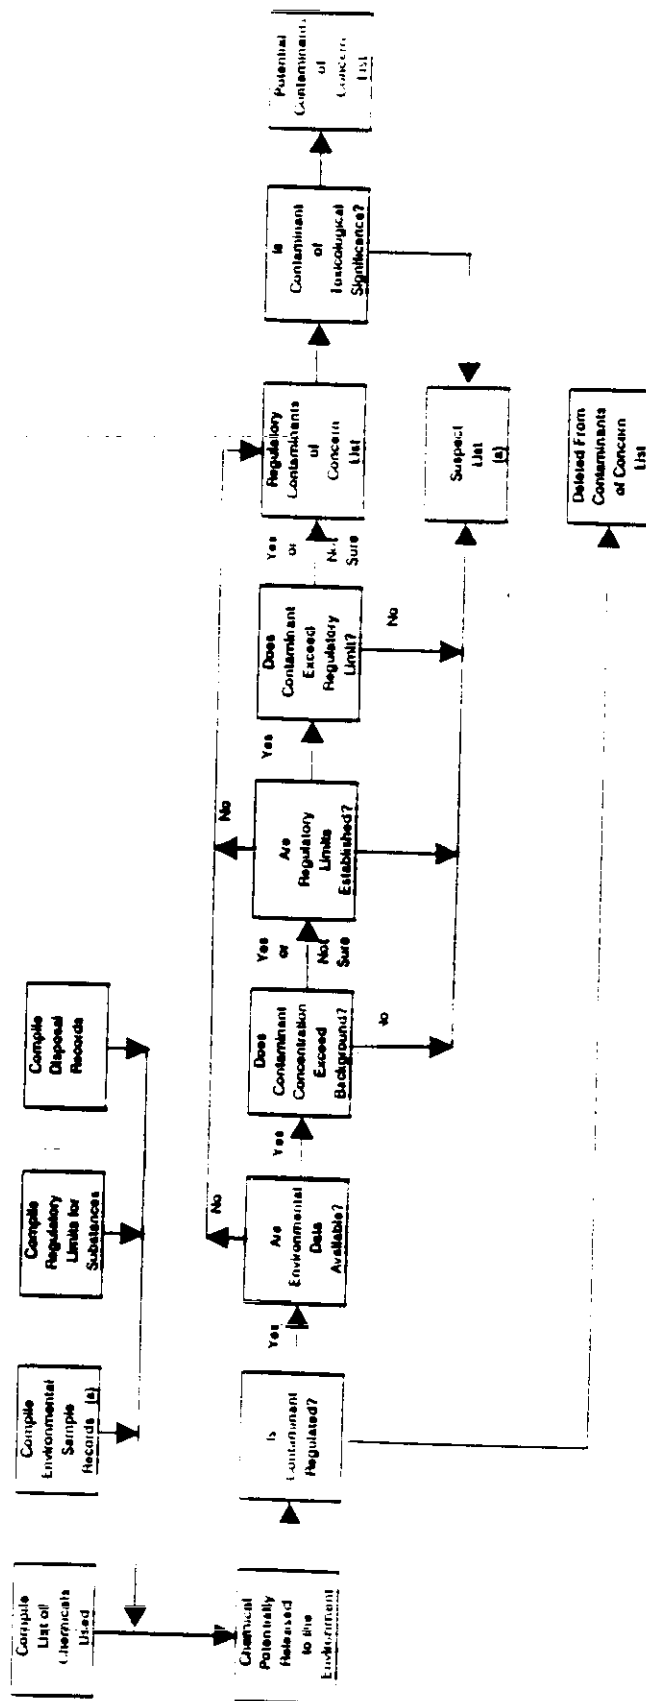 Compile
List of
Chemicals
Used
Compile
Environmental
Sample
Records (a)
Compile
Regulatory
Limits for
Substances
Compile
Disposal
Records
Chemical
Potentially
Released
to the
Environment
Is
Contaminant
Regulated?
Yes
Are
Environmental
Data
Available?
No
Yes
Does
Contaminant
Concentration
Exceed
Background?
No
Yes
or
Not
Sure
Are
Regulatory
Limits
Established?
No
Yes
Does
Contaminant
Exceed
Regulatory
Limit?
No
Yes
or
Not
Sure
Regulatory
Contaminants
of
Concern
List
Is
Contaminant
of
Toxicological
Significance?
Potential
Contaminants
of
Concern
List
Suspect
List
(a)
Deleted From
Contaminants
of Concern
List